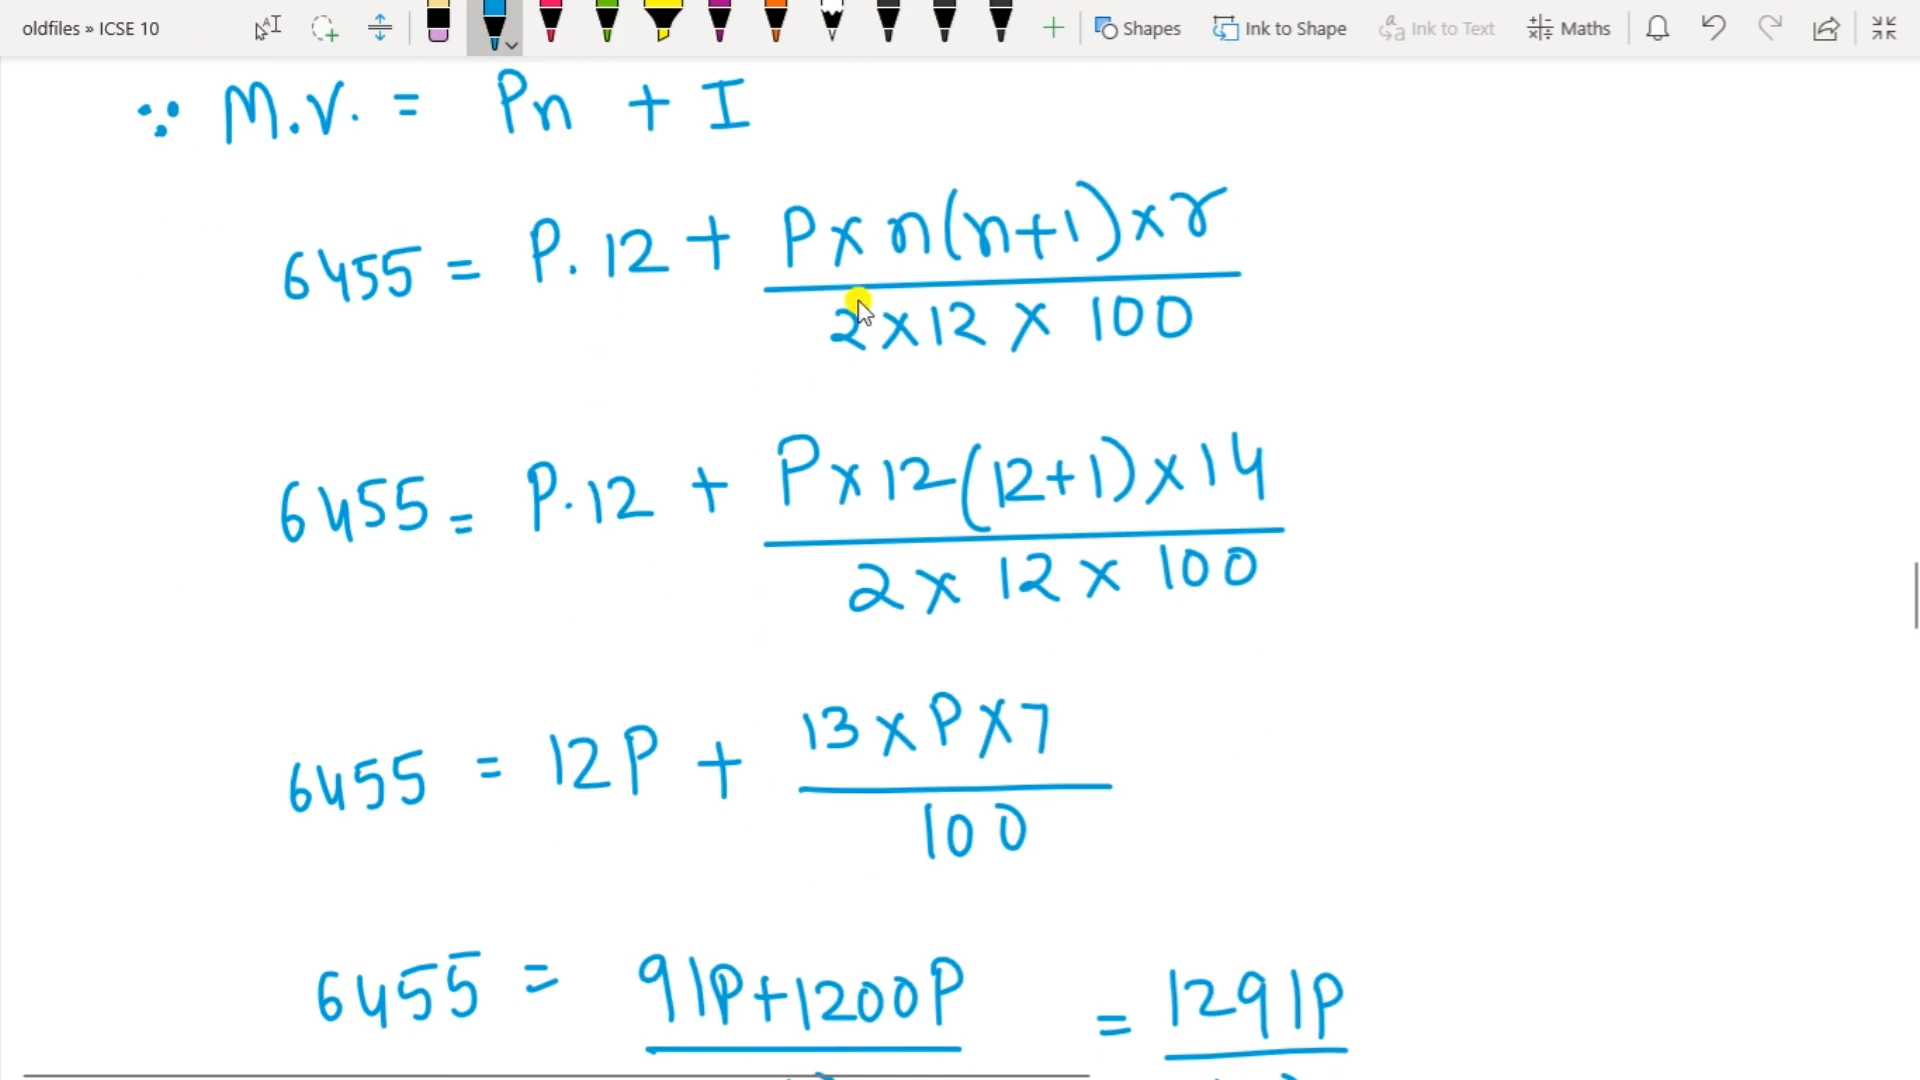 oldfiles » ICSE 10 Shapes Ink to Shape Ink to Text Maths
∵ M.V. = Pn + I
6455 = P. 12 + P x n(n+1) x r
2 x 12 x 100
6455 = P. 12 + P x 12 (12+1) x 14
2 x 12 x 100
6455 = 12P + 13 x P x 7
100
6455 = 91P + 1200P = 1291P